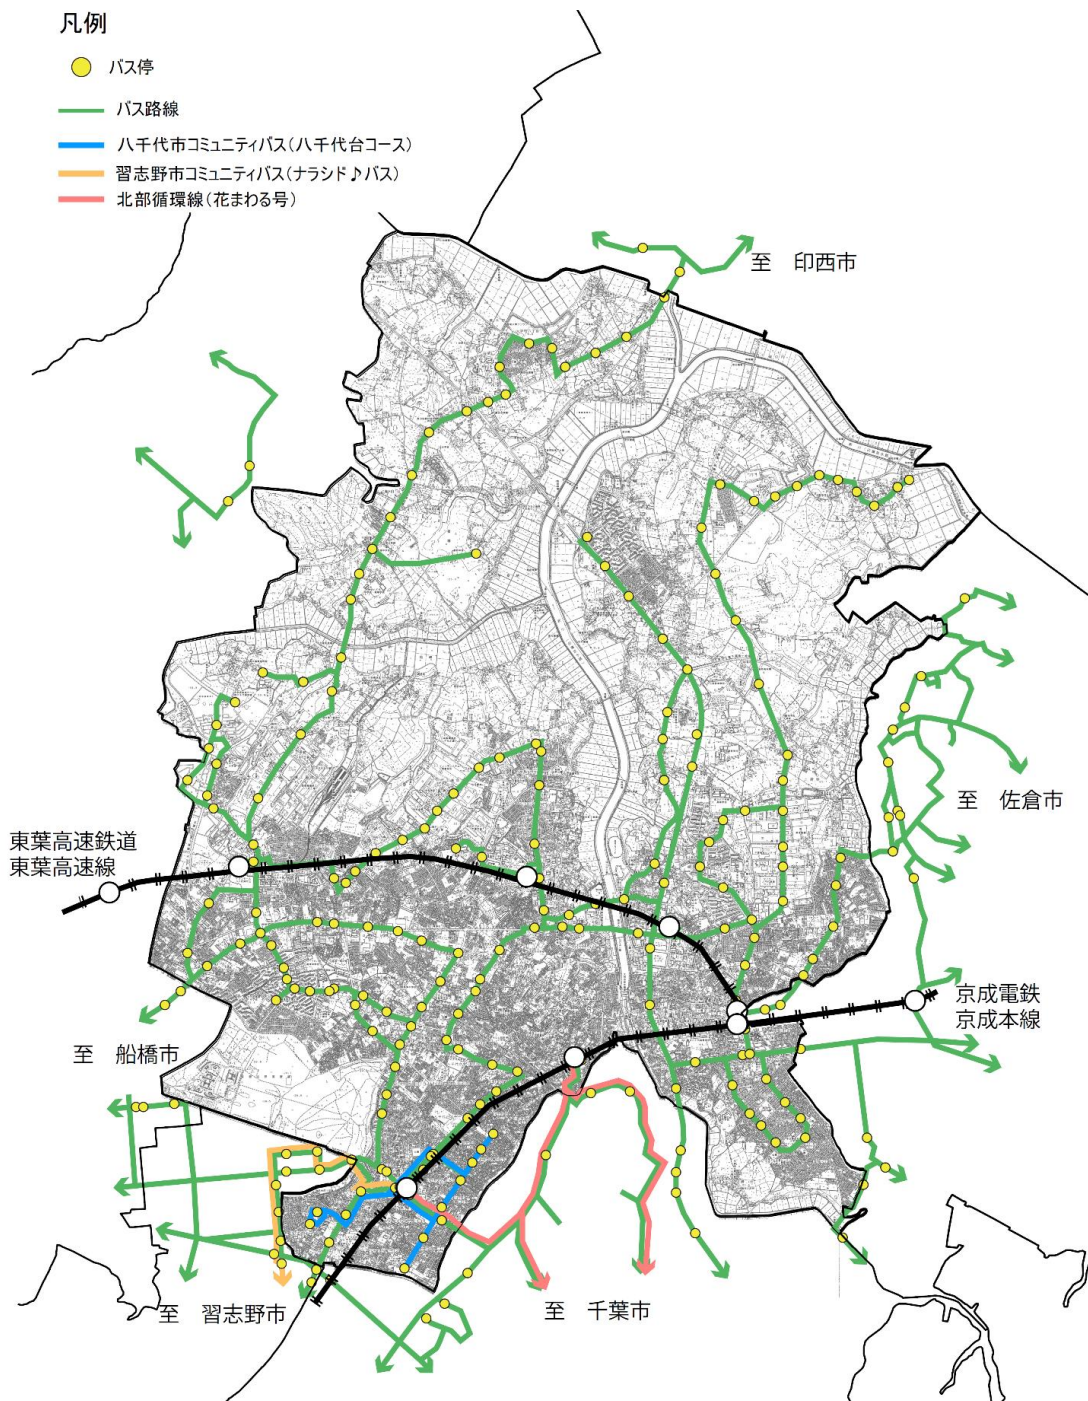 凡例
バス停
バス路線
八千代市コミュニティバス(八千代台コース)
習志野市コミュニティバス(ナラシド♪バス)
北部循環線(花まわる号)
至 印西市
東葉高速鉄道
東葉高速線
至 佐倉市
京成電鉄
京成本線
至 船橋市
至 習志野市
至 千葉市